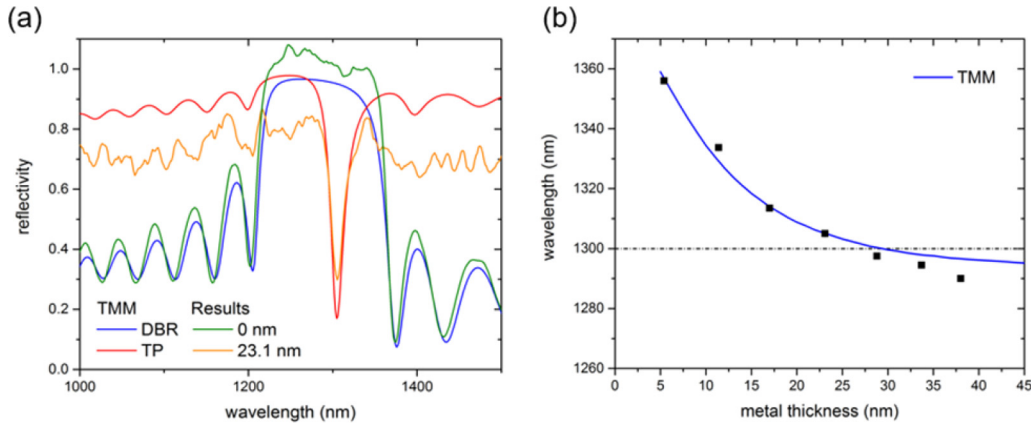 (a)
1.0
0.8
0.6
0.4
0.2
0.0
reflectivity
TMM Results
DBR 0 nm
TP 23.1 nm
1000 1200 1400
wavelength (nm)
(b)
1360
1340
1320
1300
1280
1260
wavelength (nm)
TMM
0 5 10 15 20 25 30 35 40 45
metal thickness (nm)